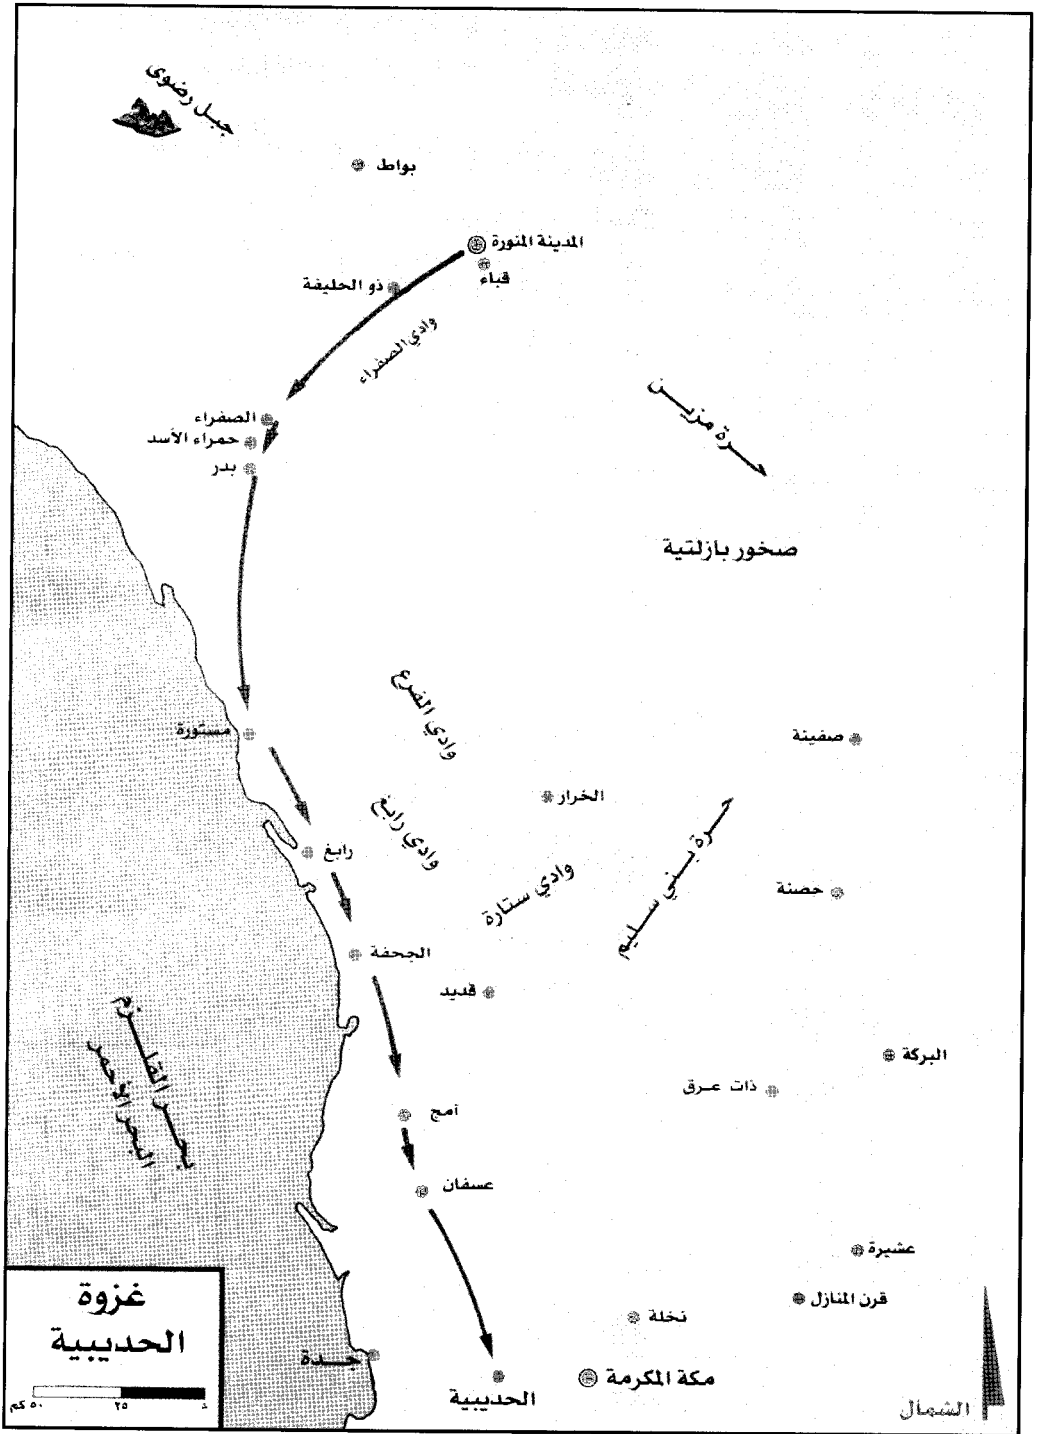 جبل رضوى
بواط
المدينة المنورة
قباء
ذو الحليفة
وادي الصفراء
الصفراء
حمراء الأسد
بدر
حرة مزين
صخور بازلتية
وادي الفرع
مستورة
صفينة
الخرار
وادي رابغ
رابغ
حرة بني سليم
وادي ستارة
حصنة
الجحفة
قديد
بحر القلزم
البحر الأحمر
البركة
ذات عرق
أمج
عسفان
عشيرة
قرن المنازل
نخلة
جدة
مكة المكرمة
الحديبية
الشمال
غزوة
الحديبية
٥٠ كم
٢٥